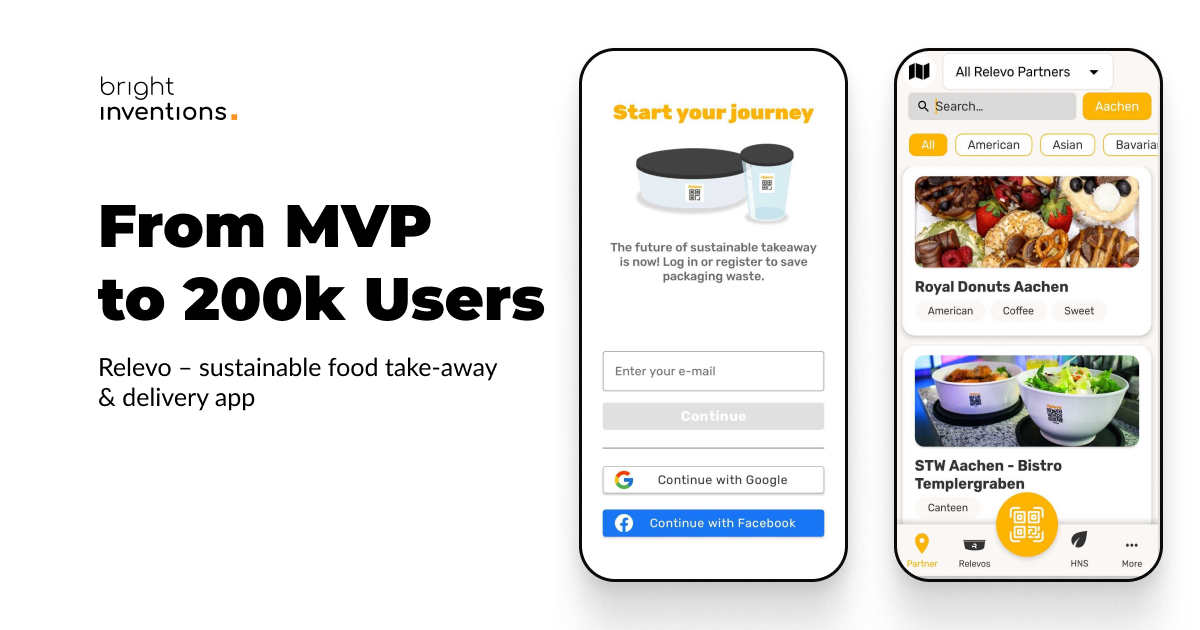 bright
inventions.
From MVP
to 200k Users
Relevo – sustainable food take-away
& delivery app
Start your journey
The future of sustainable takeaway
is now! Log in or register to save
packaging waste.
Enter your e-mail
Continue
Continue with Google
Continue with Facebook
All Relevo Partners
Search...
Aachen
All
American
Asian
Bavaria
Royal Donuts Aachen
American
Coffee
Sweet
STW Aachen - Bistro
Templergraben
Canteen
Partner
Relevos
HNS
More